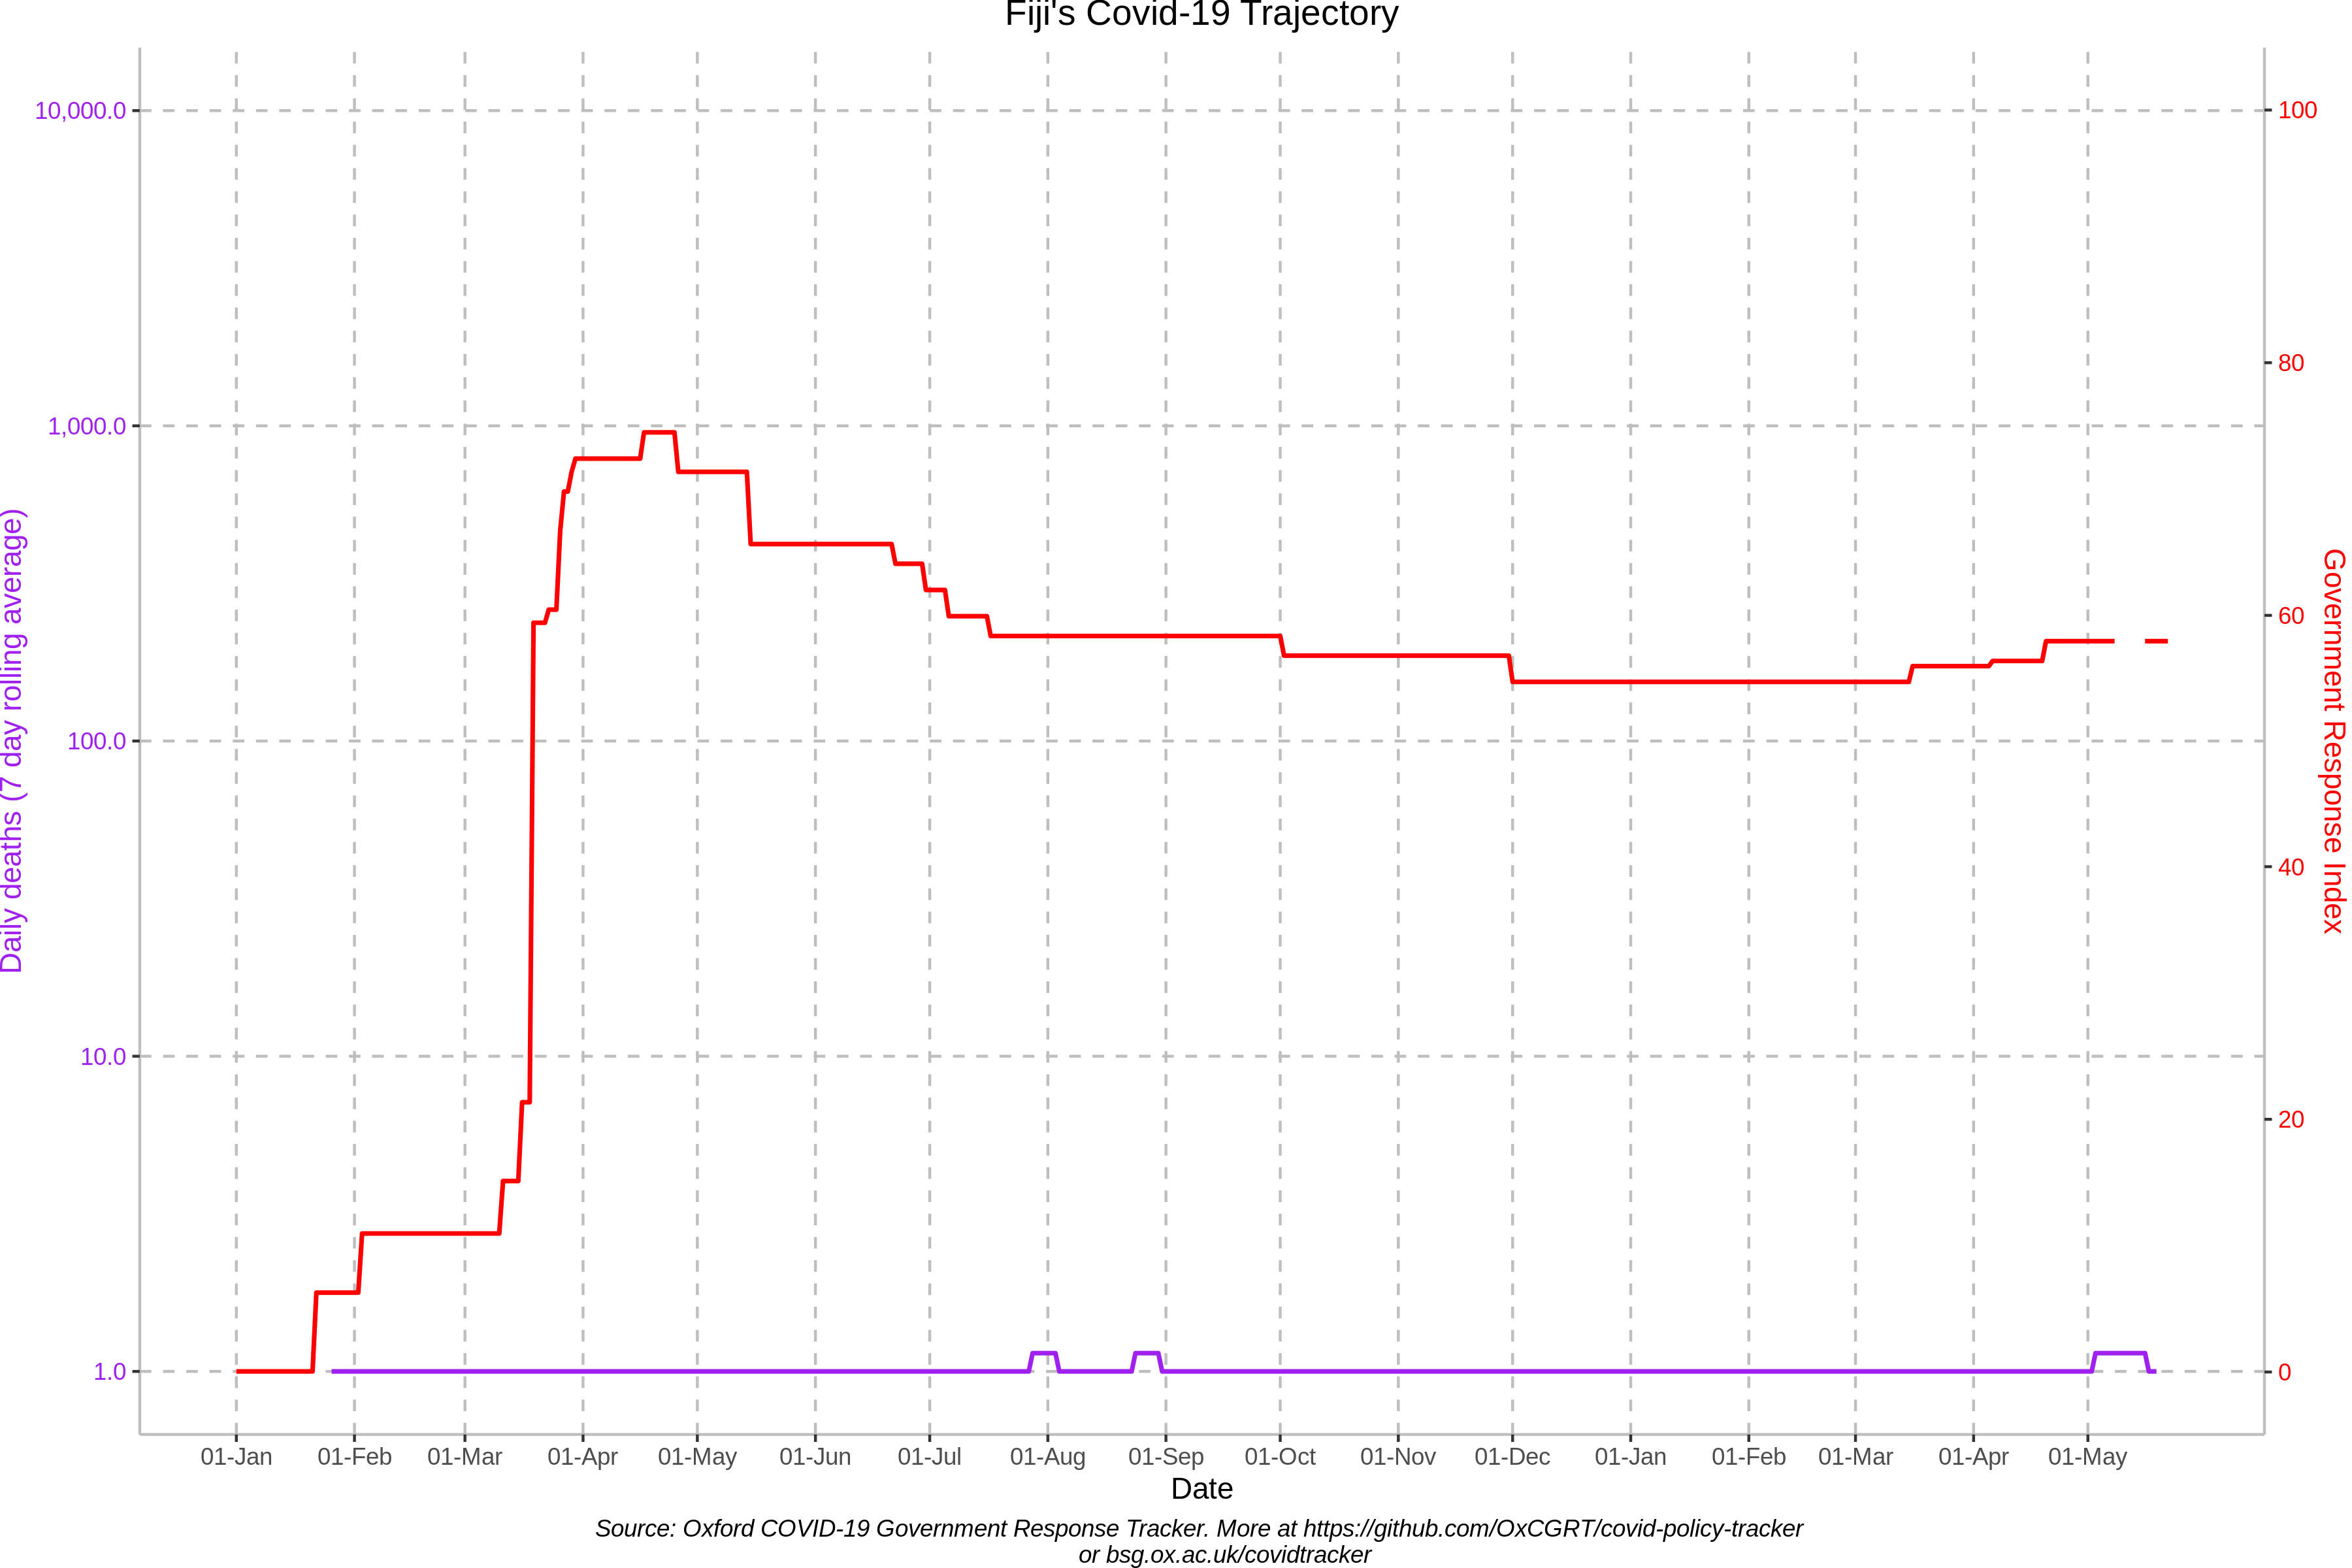 Fiji's Covid-19 Trajectory
10,000.0
1,000.0
100.0
10.0
1.0
Daily deaths (7 day rolling average)
100
80
60
40
20
0
Government Response Index
01-Jan 01-Feb 01-Mar 01-Apr 01-May 01-Jun 01-Jul 01-Aug 01-Sep 01-Oct 01-Nov 01-Dec 01-Jan 01-Feb 01-Mar 01-Apr 01-May
Date
Source: Oxford COVID-19 Government Response Tracker. More at https://github.com/OxCGRT/covid-policy-tracker
or bsg.ox.ac.uk/covidtracker